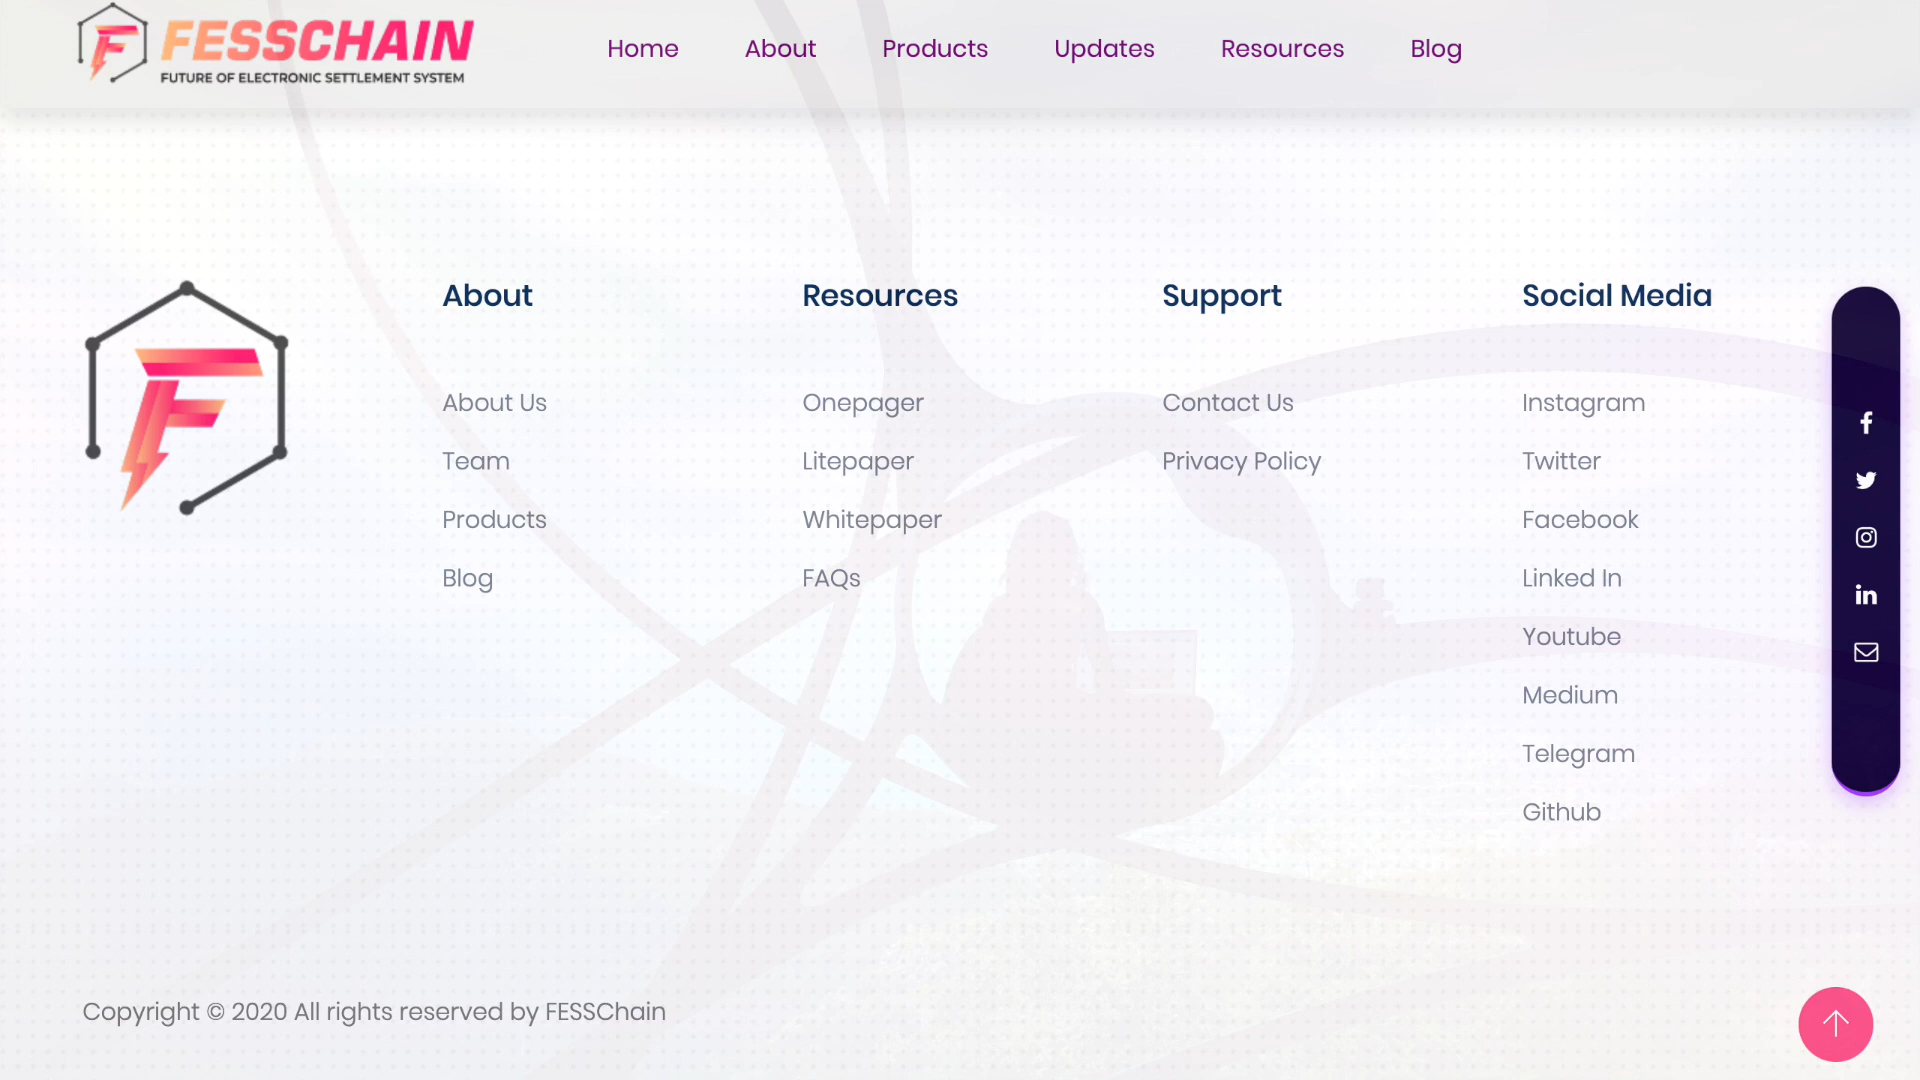 FESSCHAIN
FUTURE OF ELECTRONIC SETTLEMENT SYSTEM
Home
About
Products
Updates
Resources
Blog
About
About Us
Team
Products
Blog
Resources
Onepager
Litepaper
Whitepaper
FAQs
Support
Contact Us
Privacy Policy
Social Media
Instagram
Twitter
Facebook
Linked In
Youtube
Medium
Telegram
Github
Copyright © 2020 All rights reserved by FESSChain